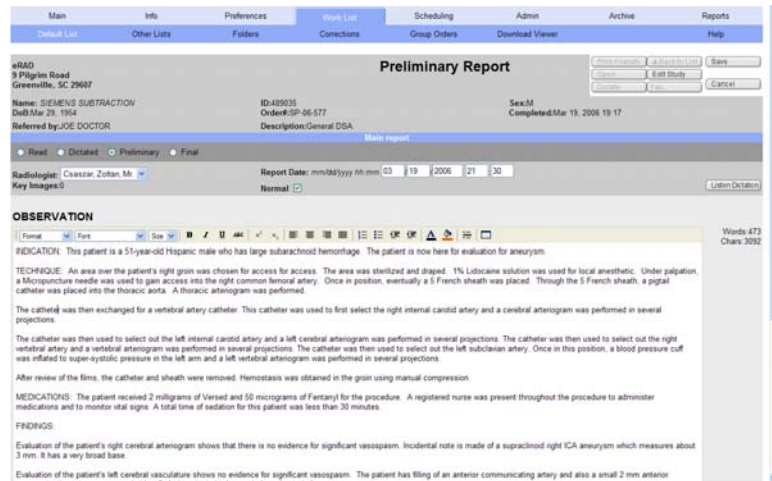 Main Info Preferences Work List Scheduling Admin Archive Reports
Default List Other Lists Folders Corrections Group Orders Download Viewer Help
eRAD
9 Pilgrim Road
Greenville, SC 29607
Preliminary Report
Print Friendly Back to List Save
Open Edit Study
Dictate Fax... Cancel
Name: SIEMENS SUBTRACTION ID:489035 Sex:M
DoB:Mar 29, 1954 Order#:SP-06-577 Completed:Mar 19, 2006 19:17
Referred by:JOE DOCTOR Description:General DSA
Main report
Read Dictated Preliminary Final
Radiologist: Csaszar, Zoltan, Mr. Report Date: mm/dd/yyyy hh:mm 03 /19 /2006 21 :30
Key Images:0 Normal Listen Dictation
OBSERVATION
Format Font Size B I U ABC Words:473
Chars:3092
INDICATION: This patient is a 51-year-old Hispanic male who has large subarachnoid hemorrhage. The patient is now here for evaluation for aneurysm.
TECHNIQUE: An area over the patient's right groin was chosen for access for access. The area was sterilized and draped. 1% Lidocaine solution was used for local anesthetic. Under palpation,
a Micropuncture needle was used to gain access into the right common femoral artery. Once in position, eventually a 5 French sheath was placed. Through the 5 French sheath, a pigtail
catheter was placed into the thoracic aorta. A thoracic arteriogram was performed.
The catheter was then exchanged for a vertebral artery catheter. This catheter was used to first select the right internal carotid artery and a cerebral arteriogram was performed in several
projections.
The catheter was then used to select out the left internal carotid artery and a left cerebral arteriogram was performed in several projections. The catheter was then used to select out the right
vertebral artery and a vertebral arteriogram was performed in several projections. The catheter was then used to select out the left subclavian artery. Once in this position, a blood pressure cuff
was inflated to super-systolic pressure in the left arm and a left vertebral arteriogram was performed in several projections.
After review of the films, the catheter and sheath were removed. Hemostasis was obtained in the groin using manual compression.
MEDICATIONS: The patient received 2 milligrams of Versed and 50 micrograms of Fentanyl for the procedure. A registered nurse was present throughout the procedure to administer
medications and to monitor vital signs. A total time of sedation for this patient was less than 30 minutes.
FINDINGS:
Evaluation of the patient's right cerebral arteriogram shows that there is no evidence for significant vasospasm. Incidental note is made of a supraclinoid right ICA aneurysm which measures about
3 mm. It has a very broad base.
Evaluation of the patient's left cerebral vasculature shows no evidence for significant vasospasm. The patient has filling of an anterior communicating artery and also a small 2 mm anterior